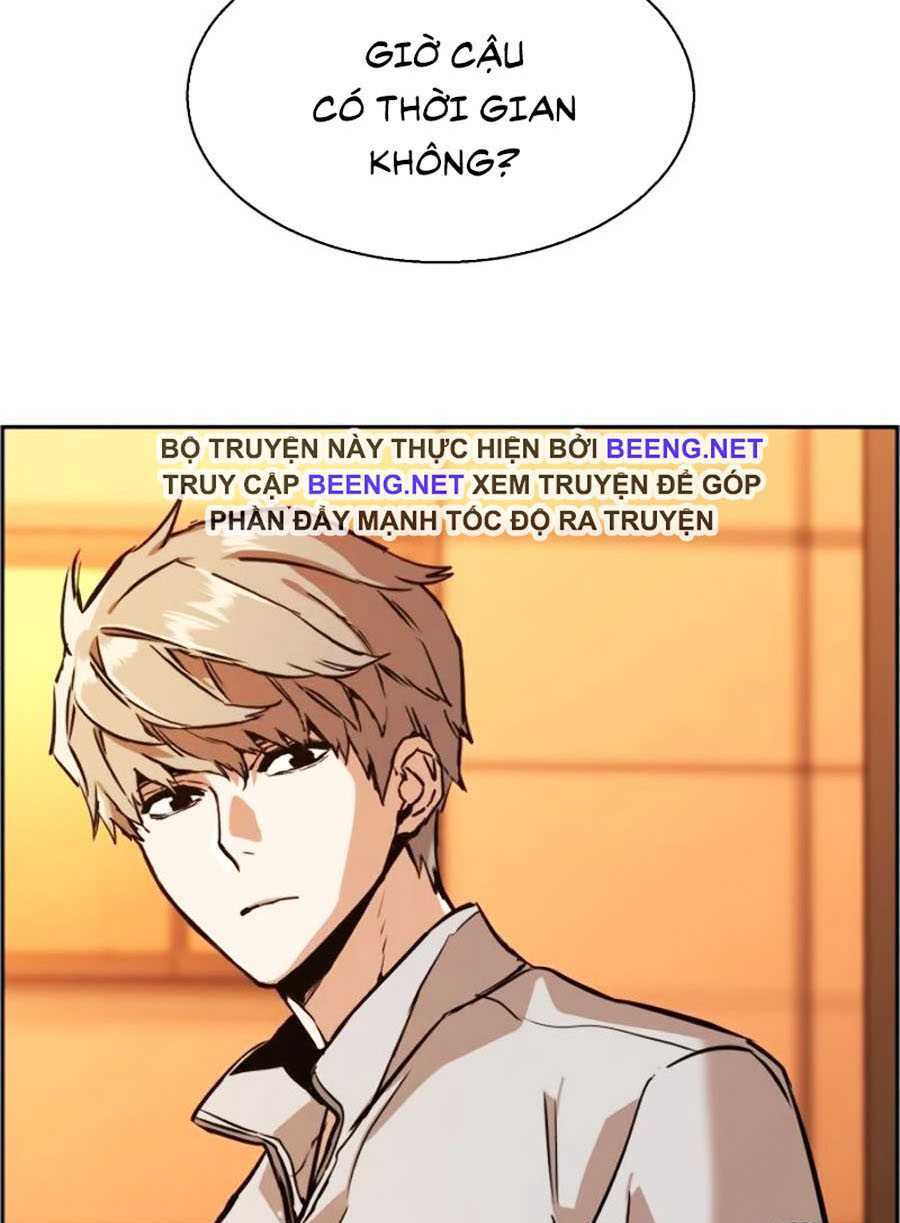 GIỜ CẬU
CÓ THỜI GIAN
KHÔNG?
BỘ TRUYỆN NÀY THỰC HIỆN BỞI BEENG.NET
TRUY CẬP BEENG.NET XEM TRUYỆN ĐỂ GÓP
PHẦN ĐẨY MẠNH TỐC ĐỘ RA TRUYỆN